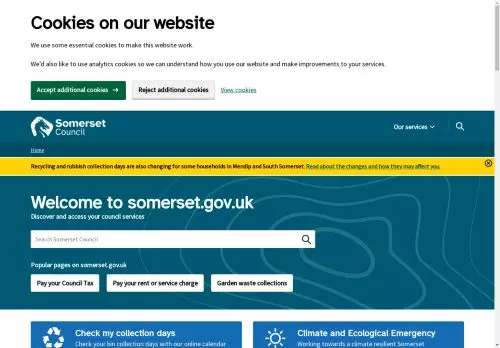 Cookies on our website
We use some essential cookies to make this website work.
We'd also like to use analytics cookies so we can understand how you use our website and make improvements to your services.
Accept additional cookies →
Reject additional cookies
View cookies
Somerset
Council
Our services
Home
Recycling and rubbish collection days are also changing for some households in Mendip and South Somerset. Read about the changes and how they may affect you.
Welcome to somerset.gov.uk
Discover and access your council services
Search Somerset Council
Popular pages on somerset.gov.uk
Pay your Council Tax
Pay your rent or service charge
Garden waste collections
Check my collection days
Check your bin collection days with our online calendar
Climate and Ecological Emergency
Working towards a climate resilient Somerset